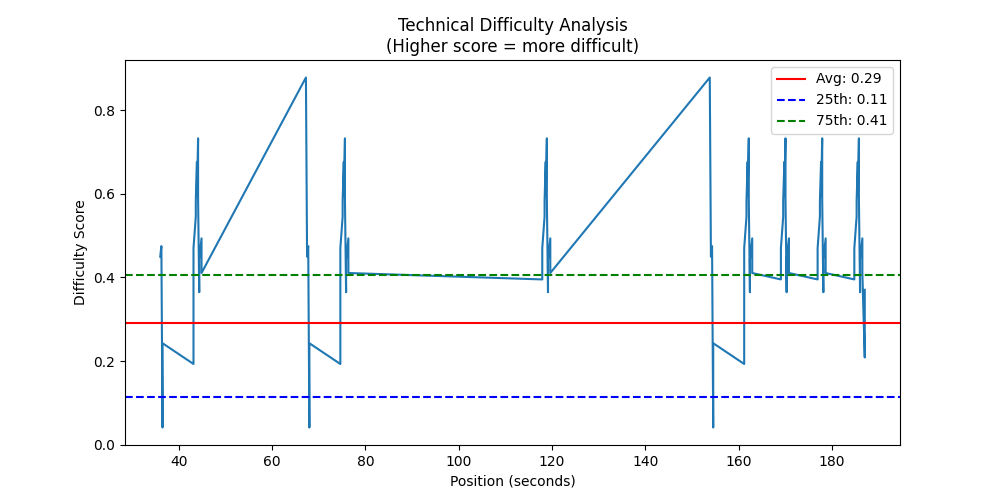 Technical Difficulty Analysis
(Higher score = more difficult)
Avg: 0.29
25th: 0.11
75th: 0.41
Difficulty Score
0.8
0.6
0.4
0.2
0.0
40 60 80 100 120 140 160 180
Position (seconds)